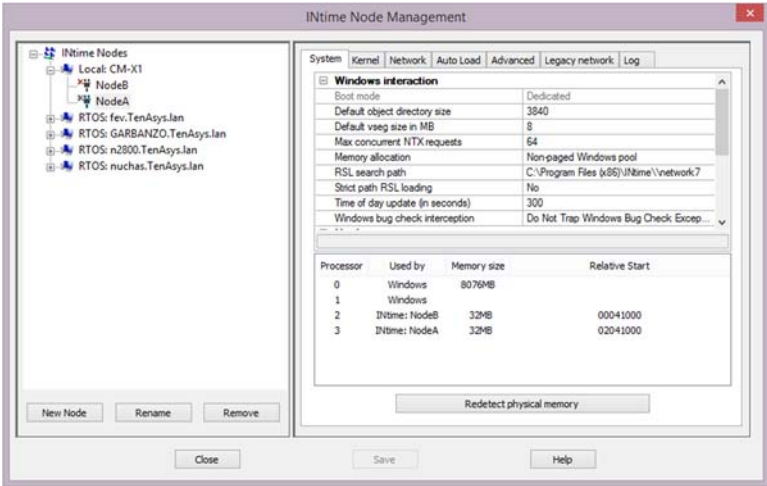 INtime Node Management
INtime Nodes
Local: CM-X1
NodeB
NodeA
RTOS: fev.TenAsys.lan
RTOS: GARBANZO.TenAsys.lan
RTOS: n2800.TenAsys.lan
RTOS: nuchas.TenAsys.lan
New Node Rename Remove
System Kernel Network Auto Load Advanced Legacy network Log
Windows interaction
Boot mode Dedicated
Default object directory size 3840
Default vseg size in MB 8
Max concurrent NTX requests 64
Memory allocation Non-paged Windows pool
RSL search path C:\Program Files (x86)\INtime\\network7
Strict path RSL loading No
Time of day update (in seconds) 300
Windows bug check interception Do Not Trap Windows Bug Check Excep...
Processor Used by Memory size Relative Start
0 Windows 8076MB
1 Windows
2 INtime: NodeB 32MB 00041000
3 INtime: NodeA 32MB 02041000
Redetect physical memory
Close Save Help